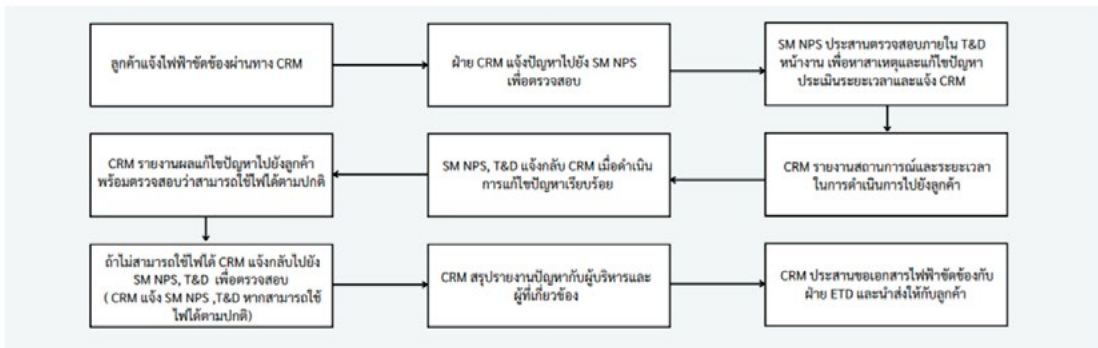 ลูกค้าแจ้งไฟฟ้าขัดข้องผ่านทาง CRM
ฝ่าย CRM แจ้งปัญหาไปยัง SM NPS
เพื่อตรวจสอบ
SM NPS ประสานตรวจสอบภายใน T&D
หน้างาน เพื่อหาสาเหตุและแก้ไขปัญหา
ประเมินระยะเวลาและแจ้ง CRM
CRM รายงานสถานการณ์และระยะเวลา
ในการดำเนินการไปยังลูกค้า
SM NPS, T&D แจ้งกลับ CRM เมื่อดำเนิน
การแก้ไขปัญหาเรียบร้อย
CRM รายงานผลแก้ไขปัญหาไปยังลูกค้า
พร้อมตรวจสอบว่าสามารถใช้ไฟได้ตามปกติ
ถ้าไม่สามารถใช้ไฟได้ CRM แจ้งกลับไปยัง
SM NPS, T&D เพื่อตรวจสอบ
( CRM แจ้ง SM NPS ,T&D หากสามารถใช้
ไฟได้ตามปกติ)
CRM สรุปรายงานปัญหากับผู้บริหารและ
ผู้ที่เกี่ยวข้อง
CRM ประสานขอเอกสารไฟฟ้าขัดข้องกับ
ฝ่าย ETD และนำส่งให้กับลูกค้า